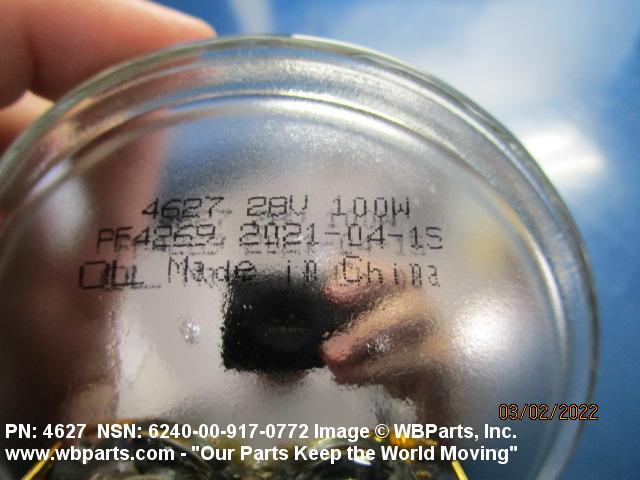 4627 28V 100W
PF4269 2021-04-15
Made in China
03/02/2022
PN: 4627 NSN: 6240-00-917-0772 Image © WBParts, Inc.
www.wbparts.com - "Our Parts Keep the World Moving"